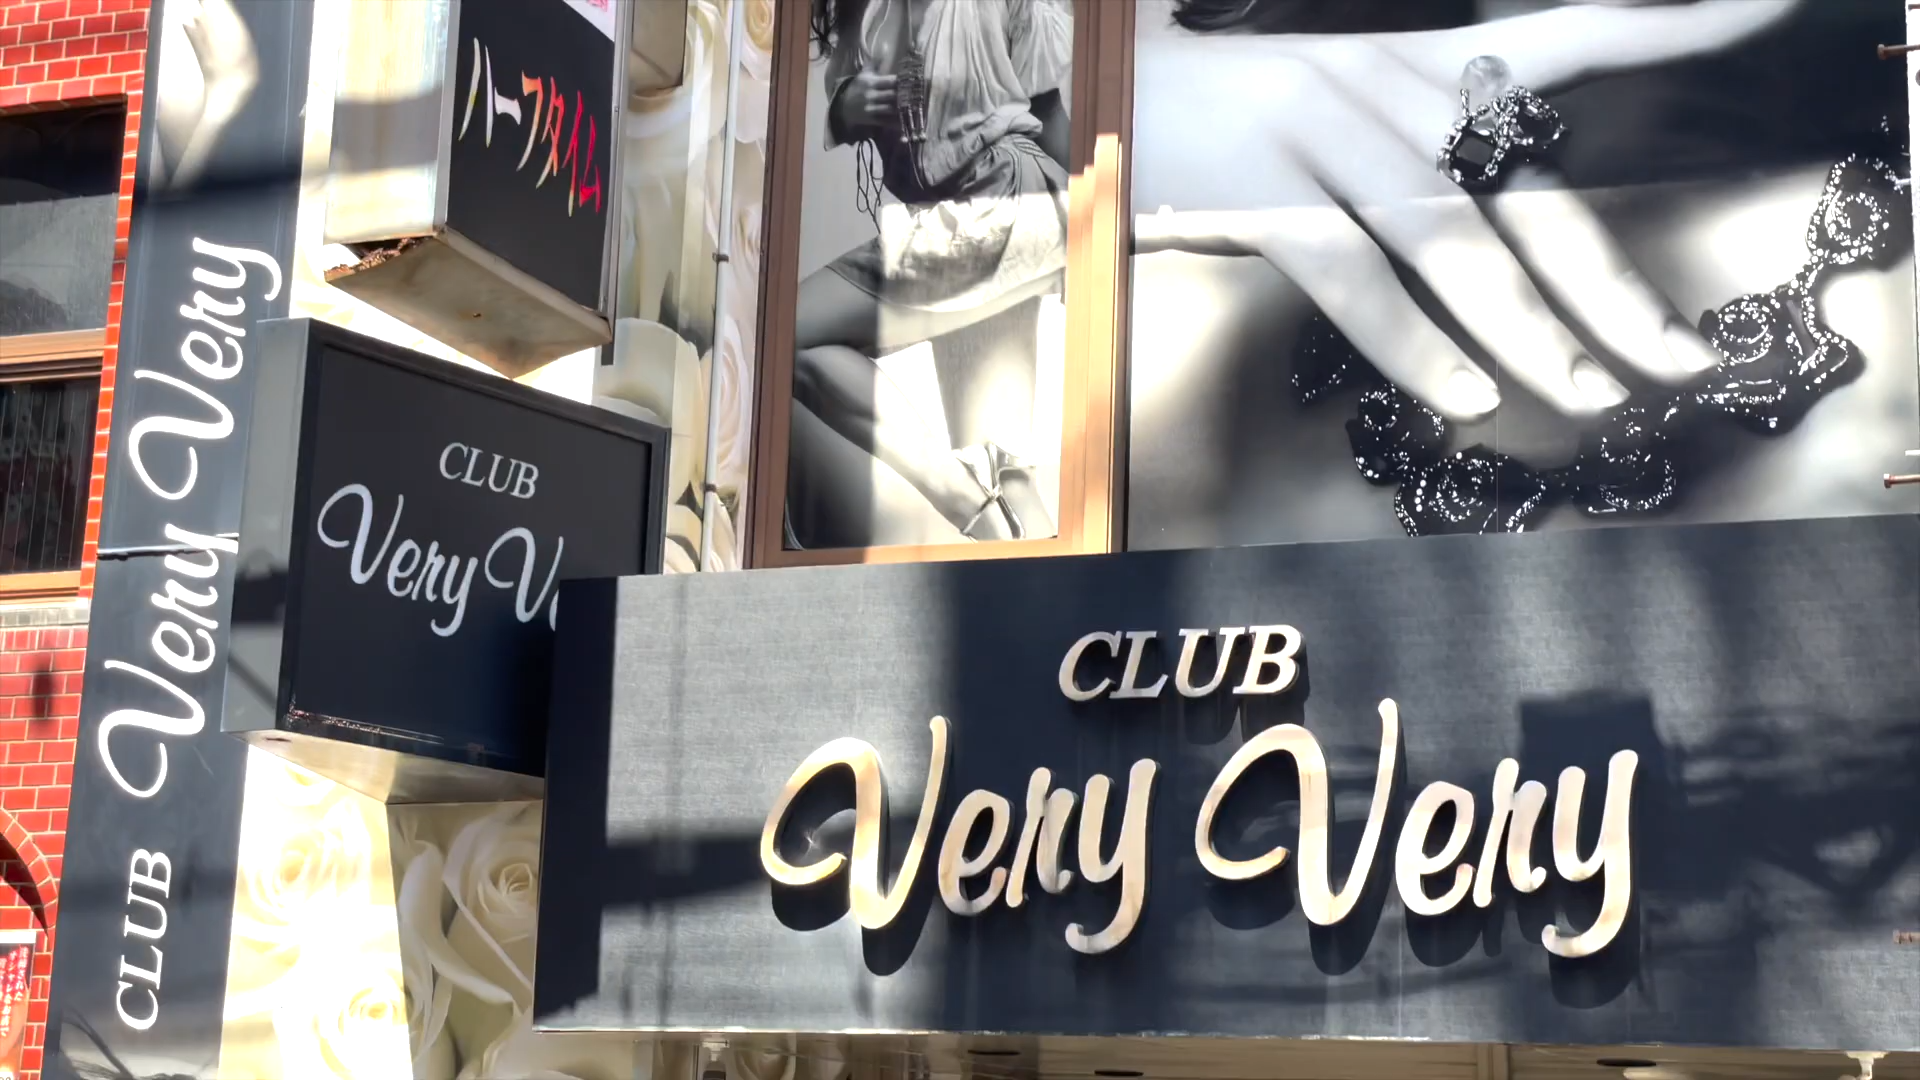 ハーフタイム
CLUB Very Very
CLUB
Very V
CLUB
Very Very